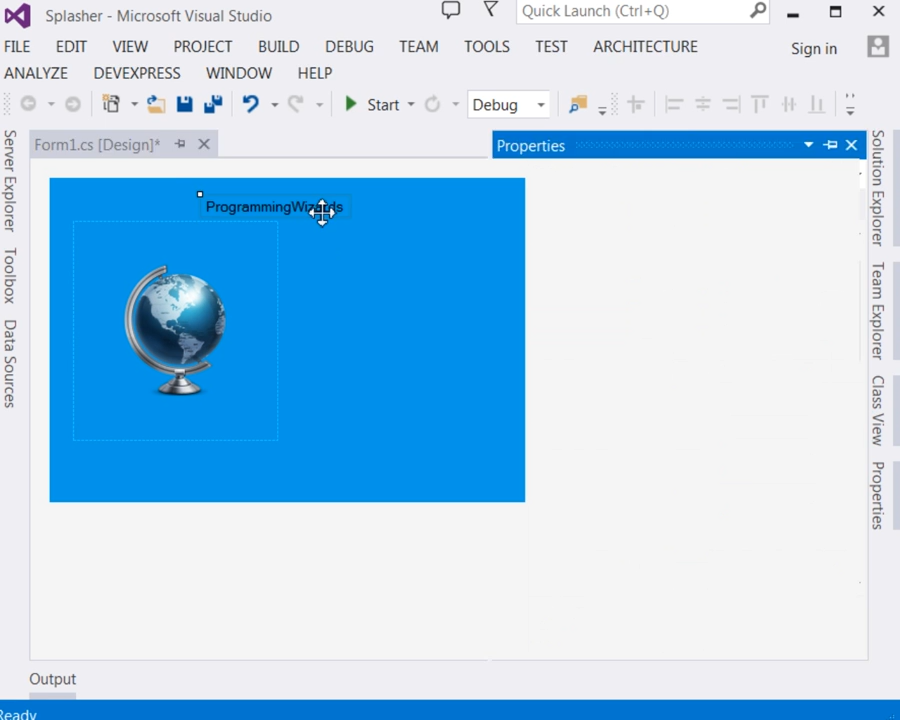 Splasher - Microsoft Visual Studio
Quick Launch (Ctrl+Q)
FILE EDIT VIEW PROJECT BUILD DEBUG TEAM TOOLS TEST ARCHITECTURE Sign in
ANALYZE DEVEXPRESS WINDOW HELP
Start Debug
Form1.cs [Design]*
Properties
ProgrammingWizards
Server Explorer
Toolbox
Data Sources
Solution Explorer
Team Explorer
Class View
Properties
Output
Ready